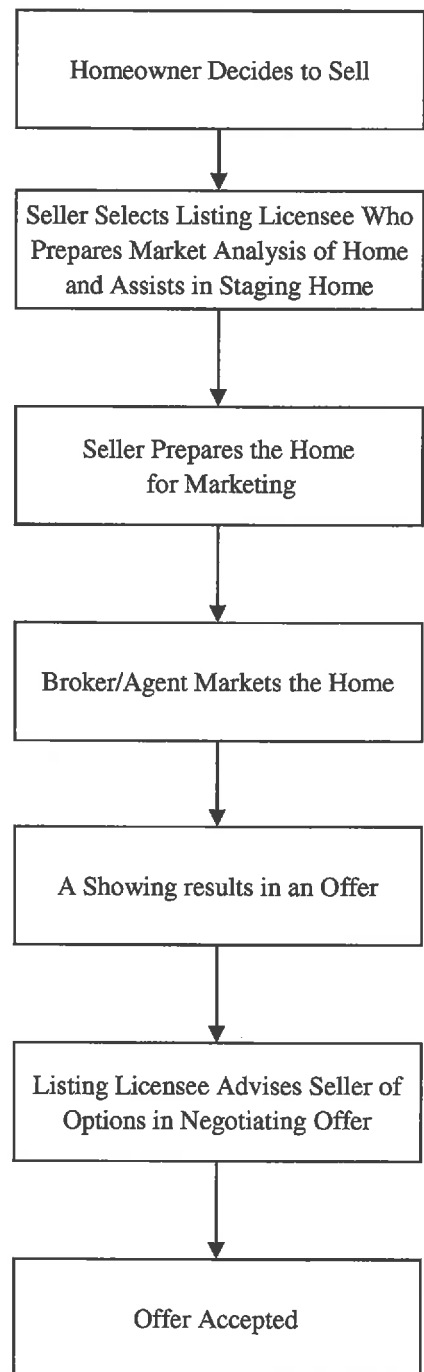 Homeowner Decides to Sell
Seller Selects Listing Licensee Who
Prepares Market Analysis of Home
and Assists in Staging Home
Seller Prepares the Home
for Marketing
Broker/Agent Markets the Home
A Showing results in an Offer
Listing Licensee Advises Seller of
Options in Negotiating Offer
Offer Accepted